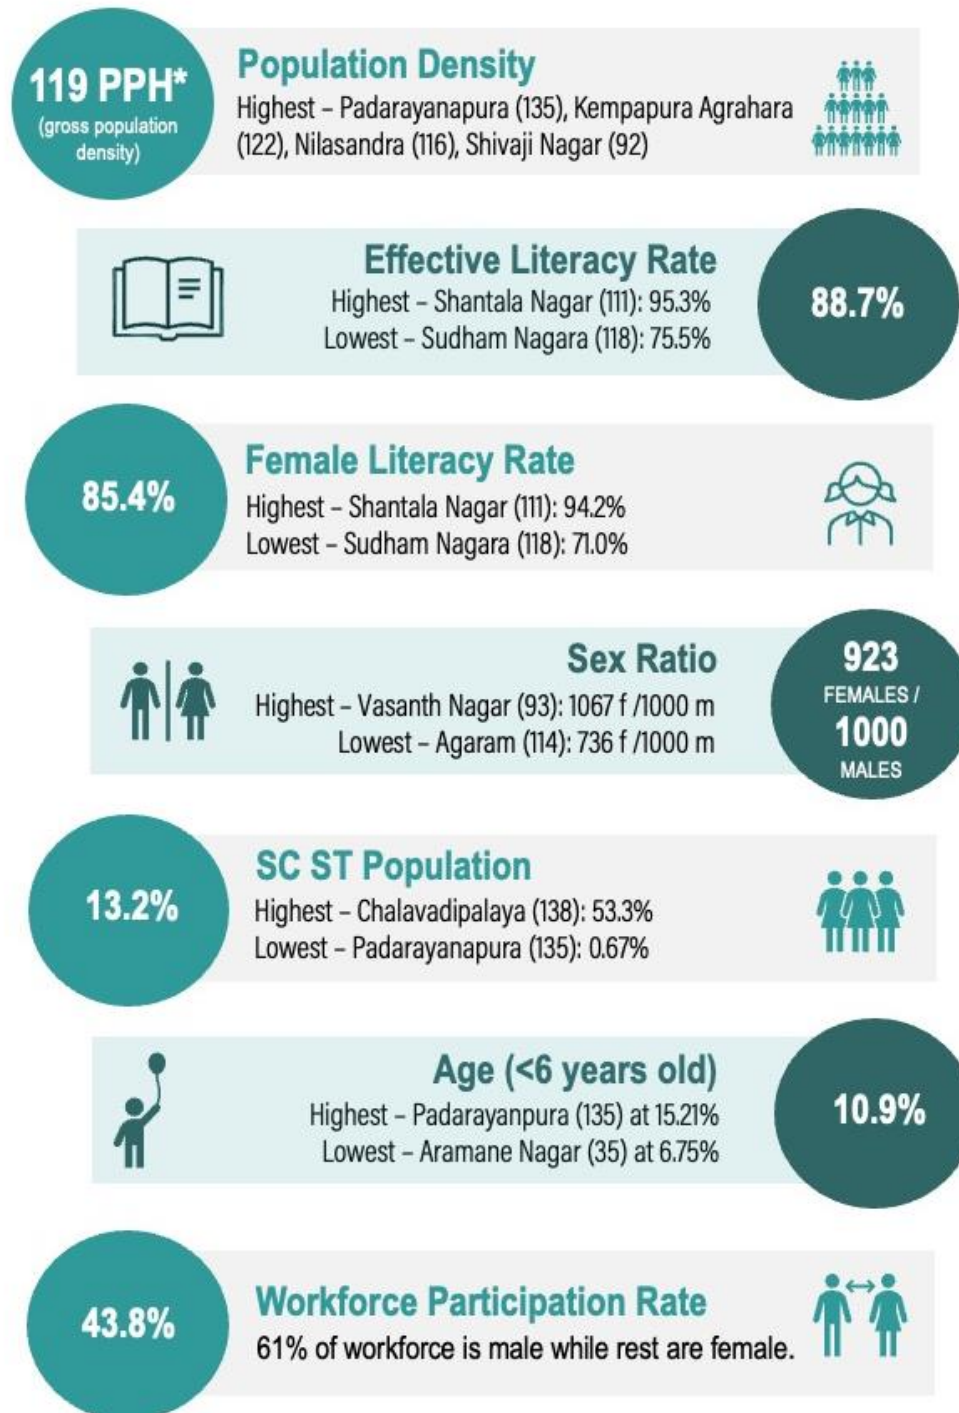 119 PPH*
(gross population
density)
Population Density
Highest – Padarayanapura (135), Kempapura Agrahara
(122), Nilasandra (116), Shivaji Nagar (92)
Effective Literacy Rate
Highest – Shantala Nagar (111): 95.3%
Lowest – Sudham Nagara (118): 75.5%
88.7%
85.4%
Female Literacy Rate
Highest – Shantala Nagar (111): 94.2%
Lowest – Sudham Nagara (118): 71.0%
Sex Ratio
Highest – Vasanth Nagar (93): 1067 f /1000 m
Lowest – Agaram (114): 736 f /1000 m
923
FEMALES /
1000
MALES
13.2%
SC ST Population
Highest – Chalavadipalaya (138): 53.3%
Lowest – Padarayanapura (135): 0.67%
Age (<6 years old)
Highest – Padarayanpura (135) at 15.21%
Lowest – Aramane Nagar (35) at 6.75%
10.9%
43.8%
Workforce Participation Rate
61% of workforce is male while rest are female.